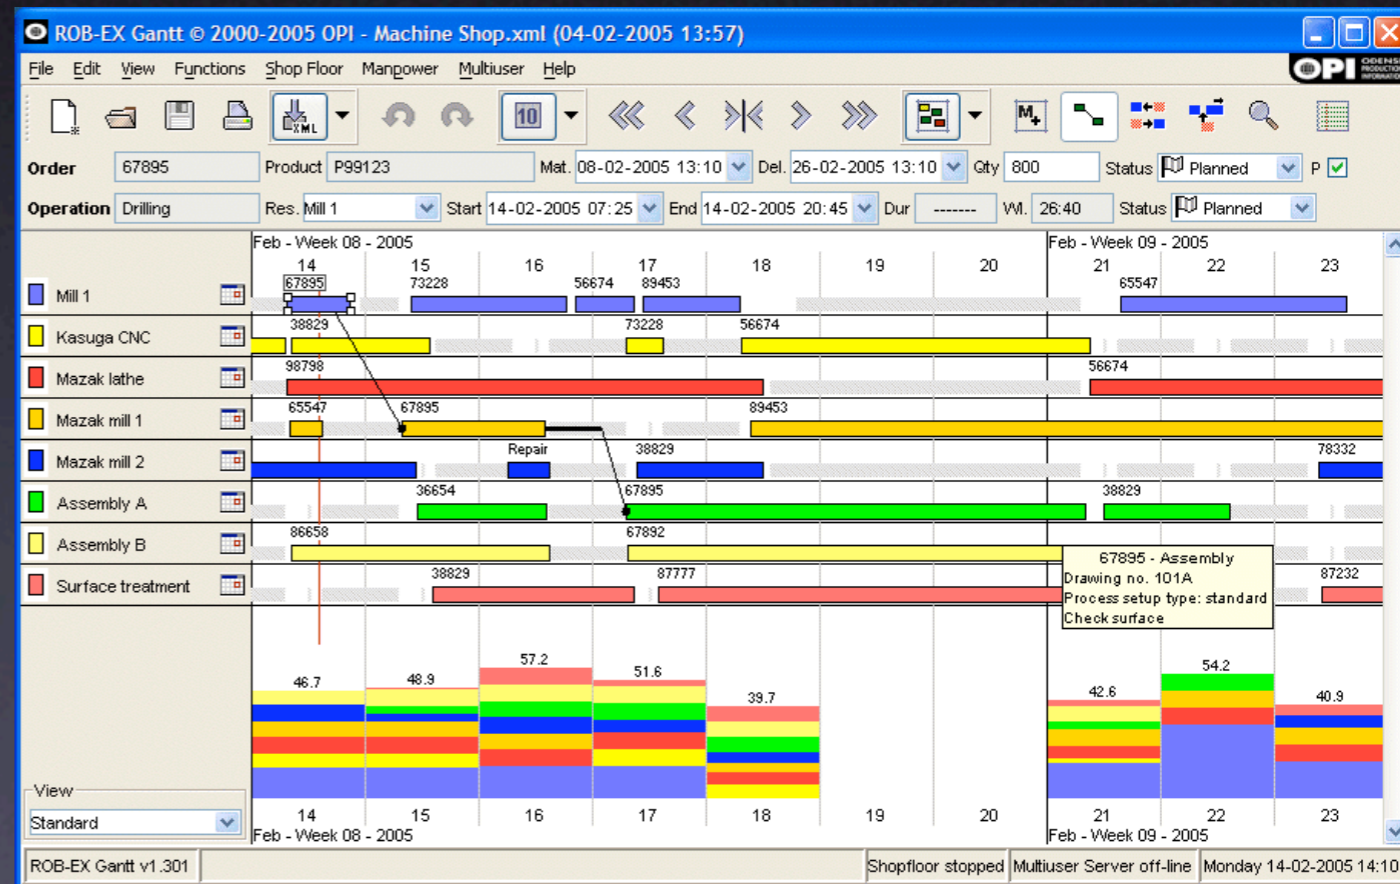 ROB-EX Gantt © 2000-2005 OPI - Machine Shop.xml (04-02-2005 13:57)
File Edit View Functions Shop Floor Manpower Multiuser Help
OPI ODENSE PRODUCTION INFORMATION
XML 10 M+
Order 67895 Product P99123 Mat. 08-02-2005 13:10 Del. 26-02-2005 13:10 Qty 800 Status Planned P
Operation Drilling Res. Mill 1 Start 14-02-2005 07:25 End 14-02-2005 20:45 Dur ------- Wl. 26:40 Status Planned
Feb - Week 08 - 2005 Feb - Week 09 - 2005
14 15 16 17 18 19 20 21 22 23
67895 73228 56674 89453 65547
Mill 1
38829 73228 56674
Kasuga CNC
98798 56674
Mazak lathe
65547 67895 89453
Mazak mill 1
Repair 38829 78332
Mazak mill 2
36654 67895 38829
Assembly A
86658 67892
Assembly B
67895 - Assembly
Drawing no. 101A
Process setup type: standard
Check surface
38829 87777 87232
Surface treatment
46.7 48.9 57.2 51.6 39.7 42.6 54.2 40.9
View
Standard
14 15 16 17 18 19 20 21 22 23
Feb - Week 08 - 2005 Feb - Week 09 - 2005
ROB-EX Gantt v1.301 Shopfloor stopped Multiuser Server off-line Monday 14-02-2005 14:10